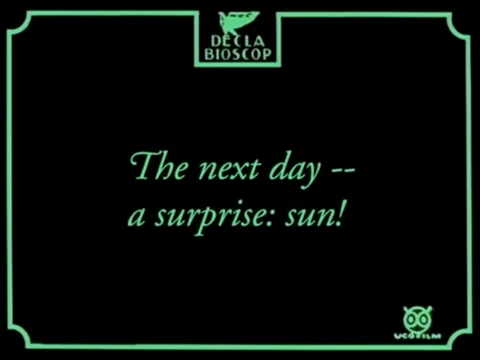 DECLA
BIOSCOP
The next day --
a surprise: sun!
UCOFILM